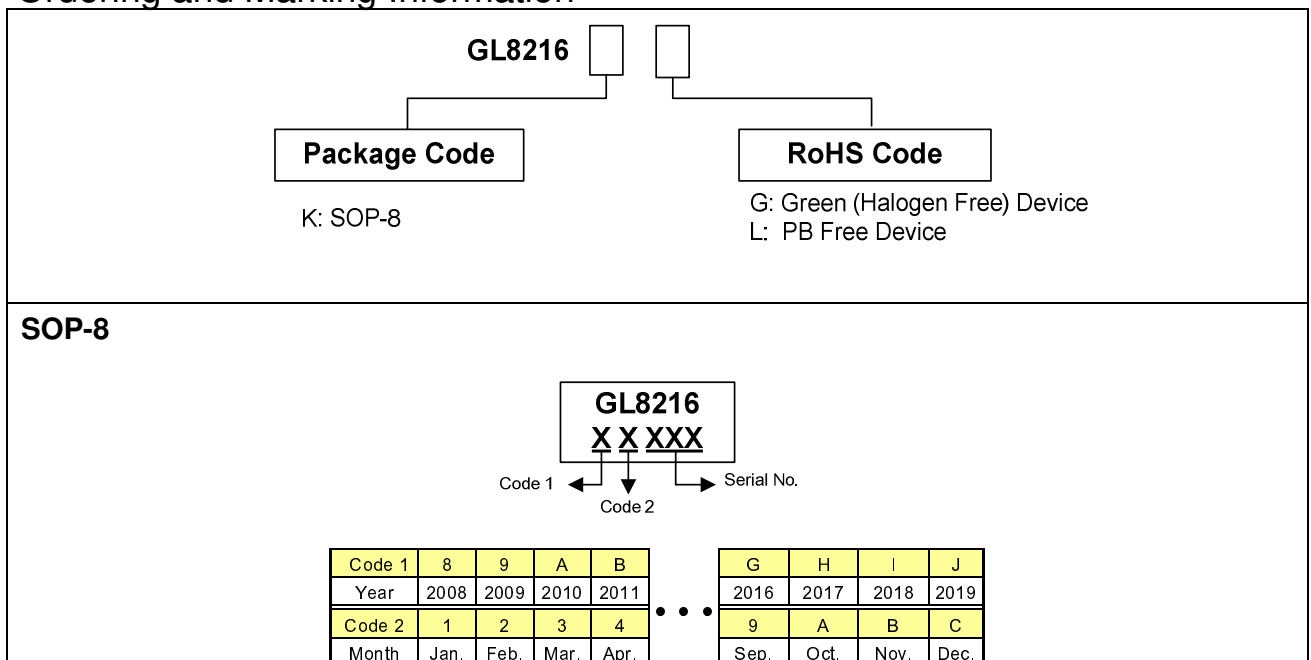 Ordering and Marking Information
GL8216
Package Code
RoHS Code
K: SOP-8
G: Green (Halogen Free) Device
L: PB Free Device
SOP-8
GL8216
X X XXX
Code 1
Serial No.
Code 2
Code 1 8 9 A B G H I J
Year 2008 2009 2010 2011 • • • 2016 2017 2018 2019
Code 2 1 2 3 4 9 A B C
Month Jan. Feb. Mar. Apr. Sep. Oct. Nov. Dec.